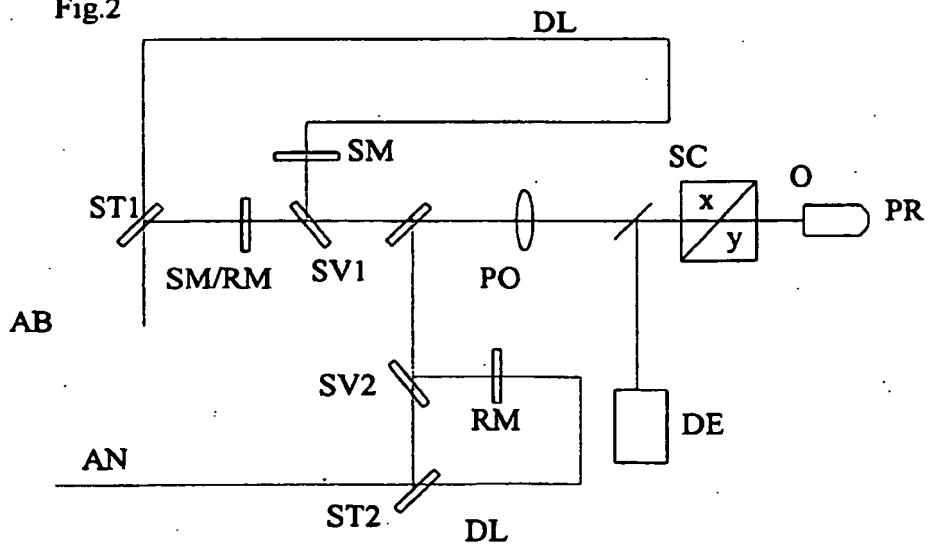 Fig.2
DL
SM
SC
O
ST1
x
PR
y
SM/RM
SV1
PO
AB
SV2
RM
DE
AN
ST2
DL